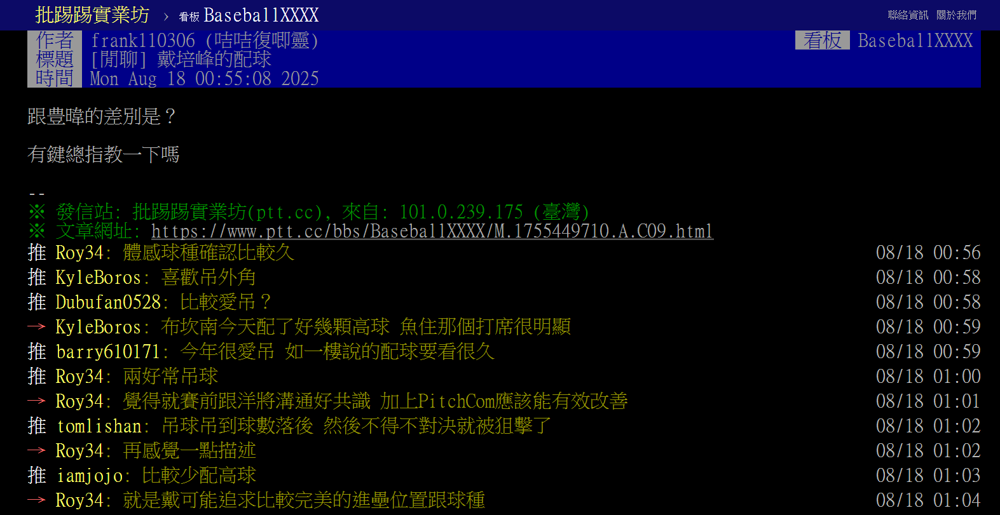 批踢踢實業坊 › 看板 BaseballXXXX 聯絡資訊 關於我們
作者 frank110306 (咭咭復唧靈) 看板 BaseballXXXX
標題 [閒聊] 戴培峰的配球
時間 Mon Aug 18 00:55:08 2025
跟豊暐的差別是？
有鍵總指教一下嗎
--
※ 發信站: 批踢踢實業坊(ptt.cc), 來自: 101.0.239.175 (臺灣)
※ 文章網址: https://www.ptt.cc/bbs/BaseballXXXX/M.1755449710.A.C09.html
推 Roy34: 體感球種確認比較久 08/18 00:56
推 KyleBoros: 喜歡吊外角 08/18 00:58
推 Dubufan0528: 比較愛吊？ 08/18 00:58
→ KyleBoros: 布坎南今天配了好幾顆高球 魚住那個打席很明顯 08/18 00:59
推 barry610171: 今年很愛吊 如一樓說的配球要看很久 08/18 00:59
推 Roy34: 兩好常吊球 08/18 01:00
→ Roy34: 覺得就賽前跟洋將溝通好共識 加上PitchCom應該能有效改善 08/18 01:01
推 tomlishan: 吊球吊到球數落後 然後不得不對決就被狙擊了 08/18 01:02
→ Roy34: 再感覺一點描述 08/18 01:02
推 iamjojo: 比較少配高球 08/18 01:03
→ Roy34: 就是戴可能追求比較完美的進壘位置跟球種 08/18 01:04